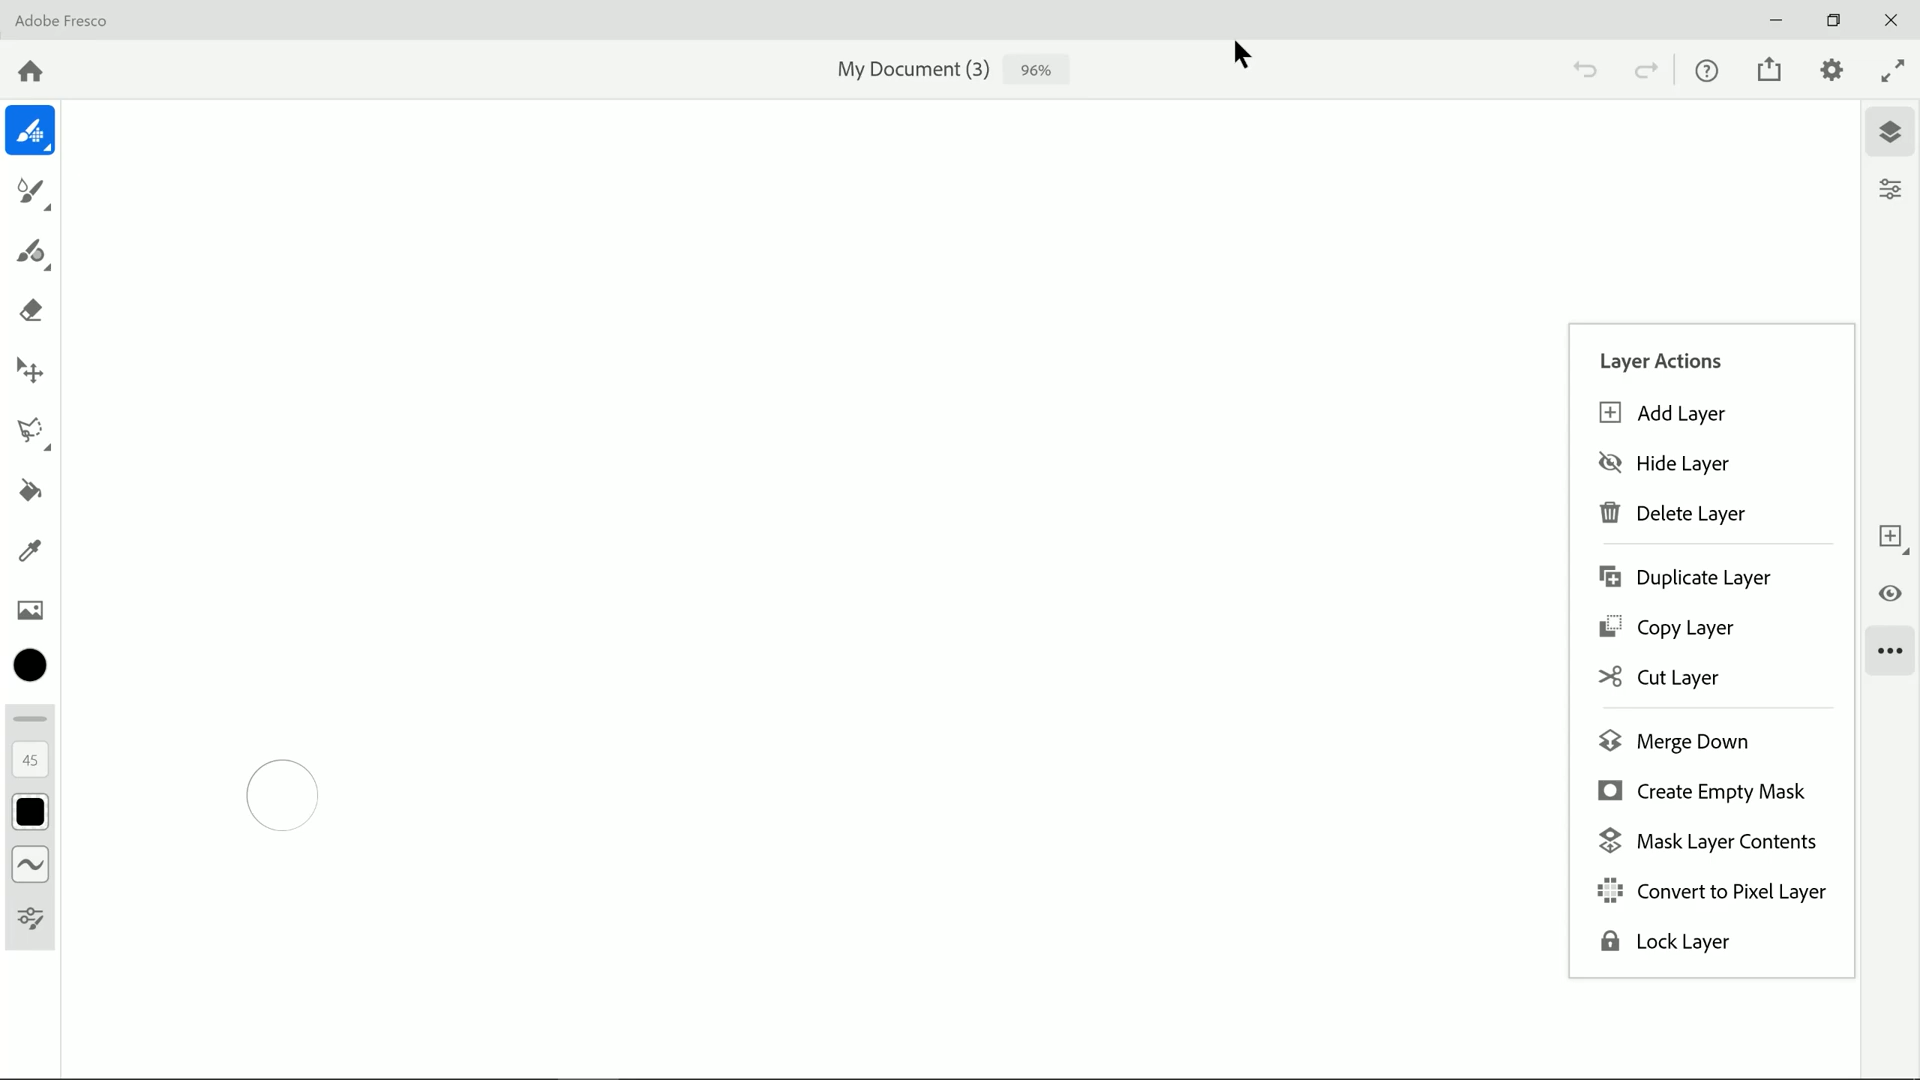 Adobe Fresco
My Document (3) 96%
Layer Actions
Add Layer
Hide Layer
Delete Layer
Duplicate Layer
Copy Layer
Cut Layer
Merge Down
45
Create Empty Mask
Mask Layer Contents
Convert to Pixel Layer
Lock Layer